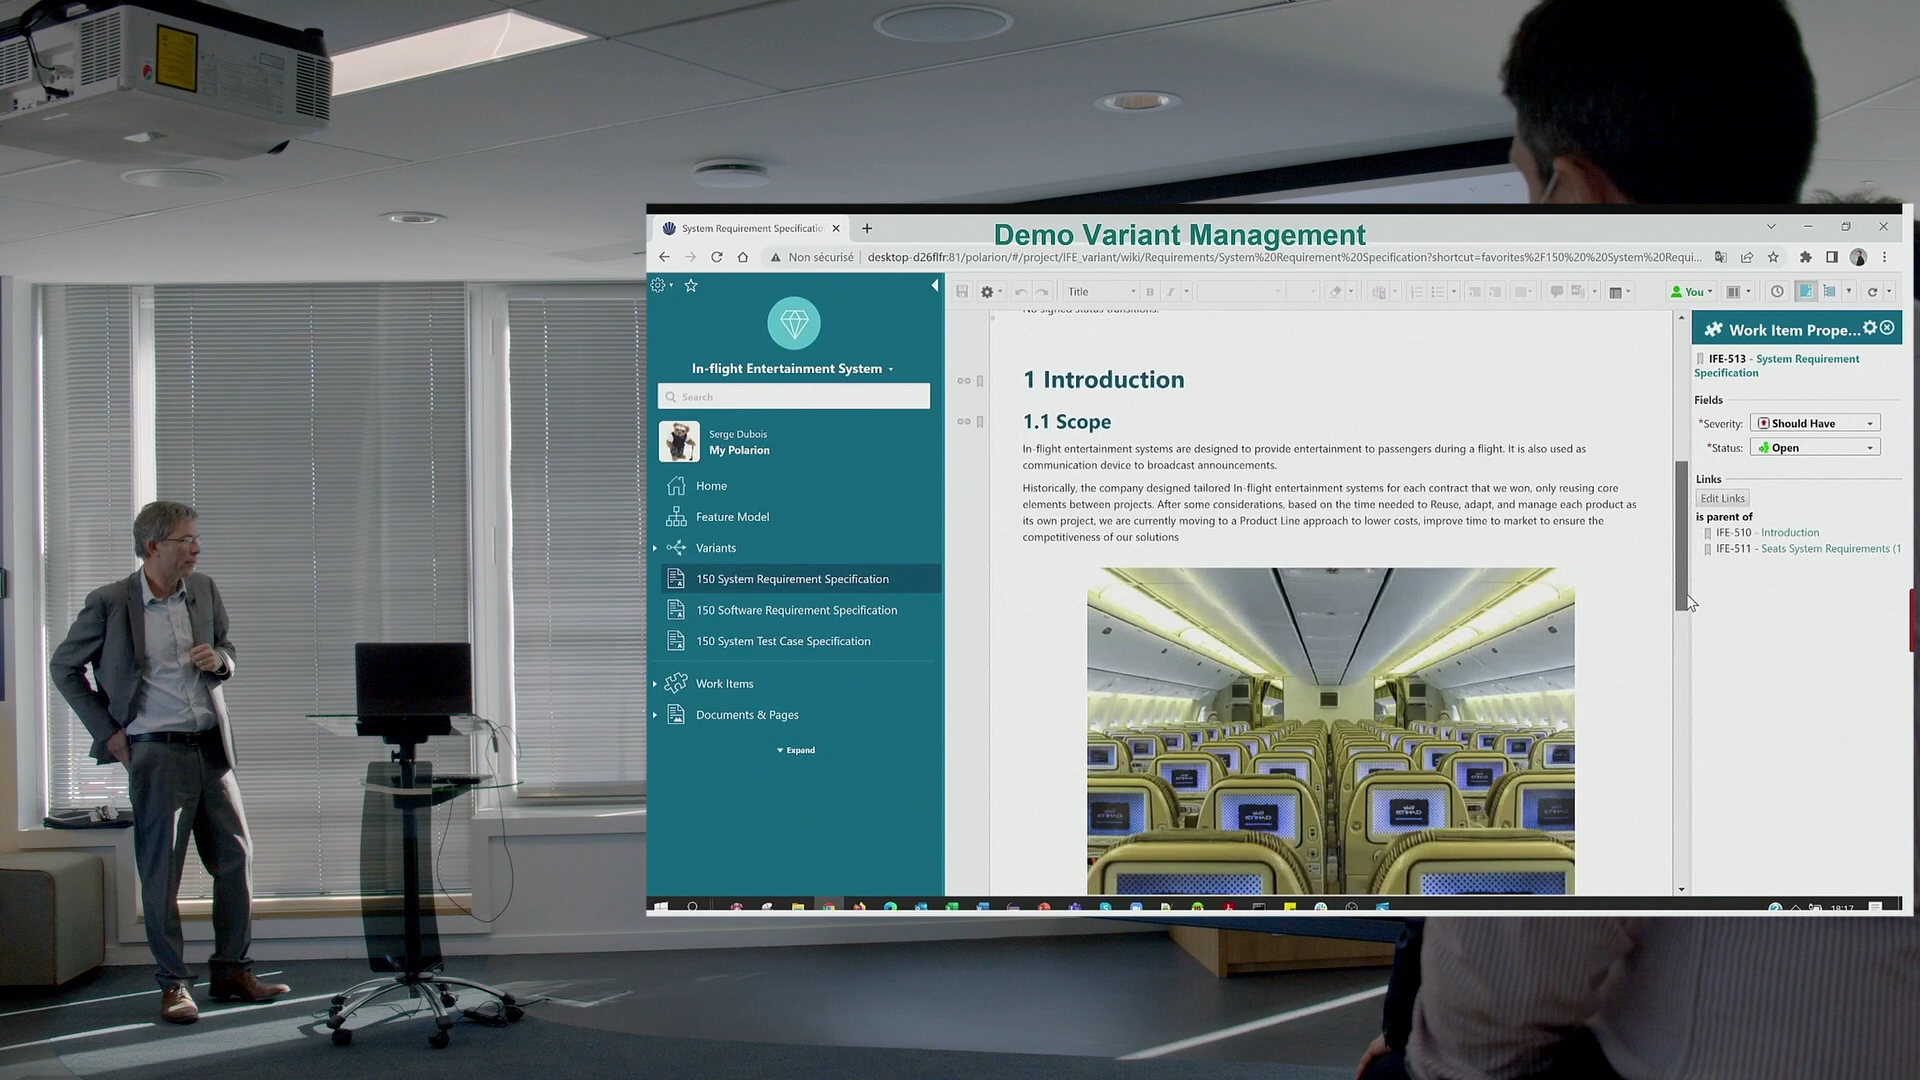 System Requirement Specificatio
Demo Variant Management
Non sécurisé
desktop-d26flfr:81/polarion/#/project/IFE_variant/wiki/Requirements/System%20Requirement%20Specification?shortcut=favorites%2F150%20%20System%20Requi...
In-flight Entertainment System
Search
Serge Dubois
My Polarion
Home
Feature Model
Variants
150 System Requirement Specification
150 Software Requirement Specification
150 System Test Case Specification
Work Items
Documents & Pages
Expand
Title
B I
You
No signed status transitions.
1 Introduction
1.1 Scope
In-flight entertainment systems are designed to provide entertainment to passengers during a flight. It is also used as
communication device to broadcast announcements.
Historically, the company designed tailored In-flight entertainment systems for each contract that we won, only reusing core
elements between projects. After some considerations, based on the time needed to Reuse, adapt, and manage each product as
its own project, we are currently moving to a Product Line approach to lower costs, improve time to market to ensure the
competitiveness of our solutions
ETIHAD
ETIHAD
Work Item Prope...
IFE-513 - System Requirement
Specification
Fields
*Severity: Should Have
*Status: Open
Links
Edit Links
is parent of
IFE-510 - Introduction
IFE-511 - Seats System Requirements (1
18:17